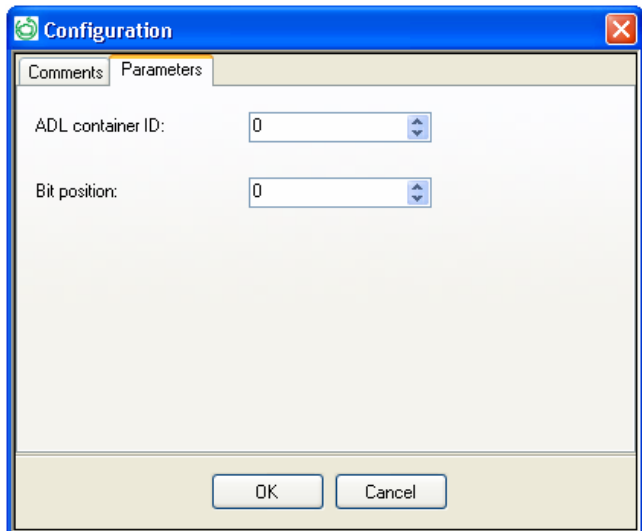 Configuration
Comments Parameters
ADL container ID: 0
Bit position: 0
OK Cancel